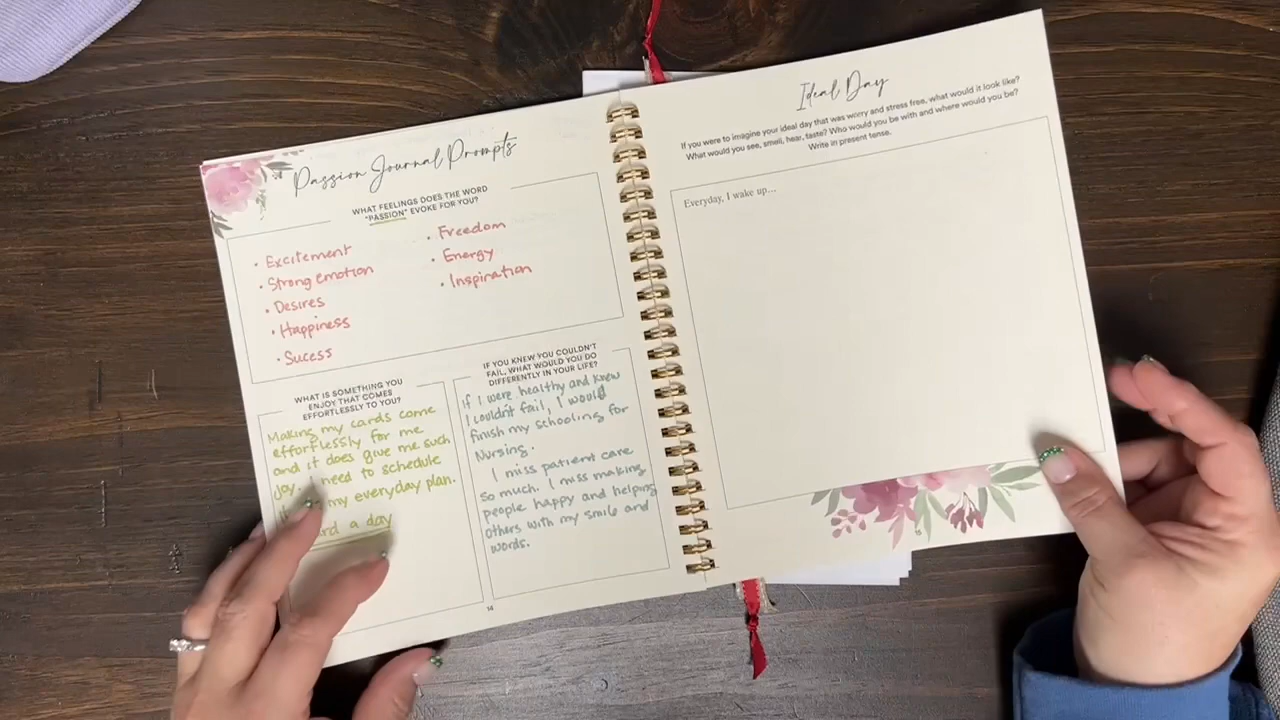 Passion Journal Prompts
WHAT FEELINGS DOES THE WORD
"PASSION" EVOKE FOR YOU?
• Excitement
• Strong emotion
• Desires
• Happiness
• Sucess
• Freedom
• Energy
• Inspiration
WHAT IS SOMETHING YOU
ENJOY THAT COMES
EFFORTLESSLY TO YOU?
Making my cards come
effortlessly for me
and it does give me such
joy. I need to schedule
my everyday plan.
a day
IF YOU KNEW YOU COULDN'T
FAIL, WHAT WOULD YOU DO
DIFFERENTLY IN YOUR LIFE?
If I were healthy and knew
I couldn't fail, I would
finish my schooling for
Nursing.
I miss patient care
so much. I miss making
people happy and helping
others with my smile and
words.
14
Ideal Day
If you were to imagine your ideal day that was worry and stress free, what would it look like?
What would you see, smell, hear, taste? Who would you be with and where would you be?
Write in present tense.
Everyday, I wake up...